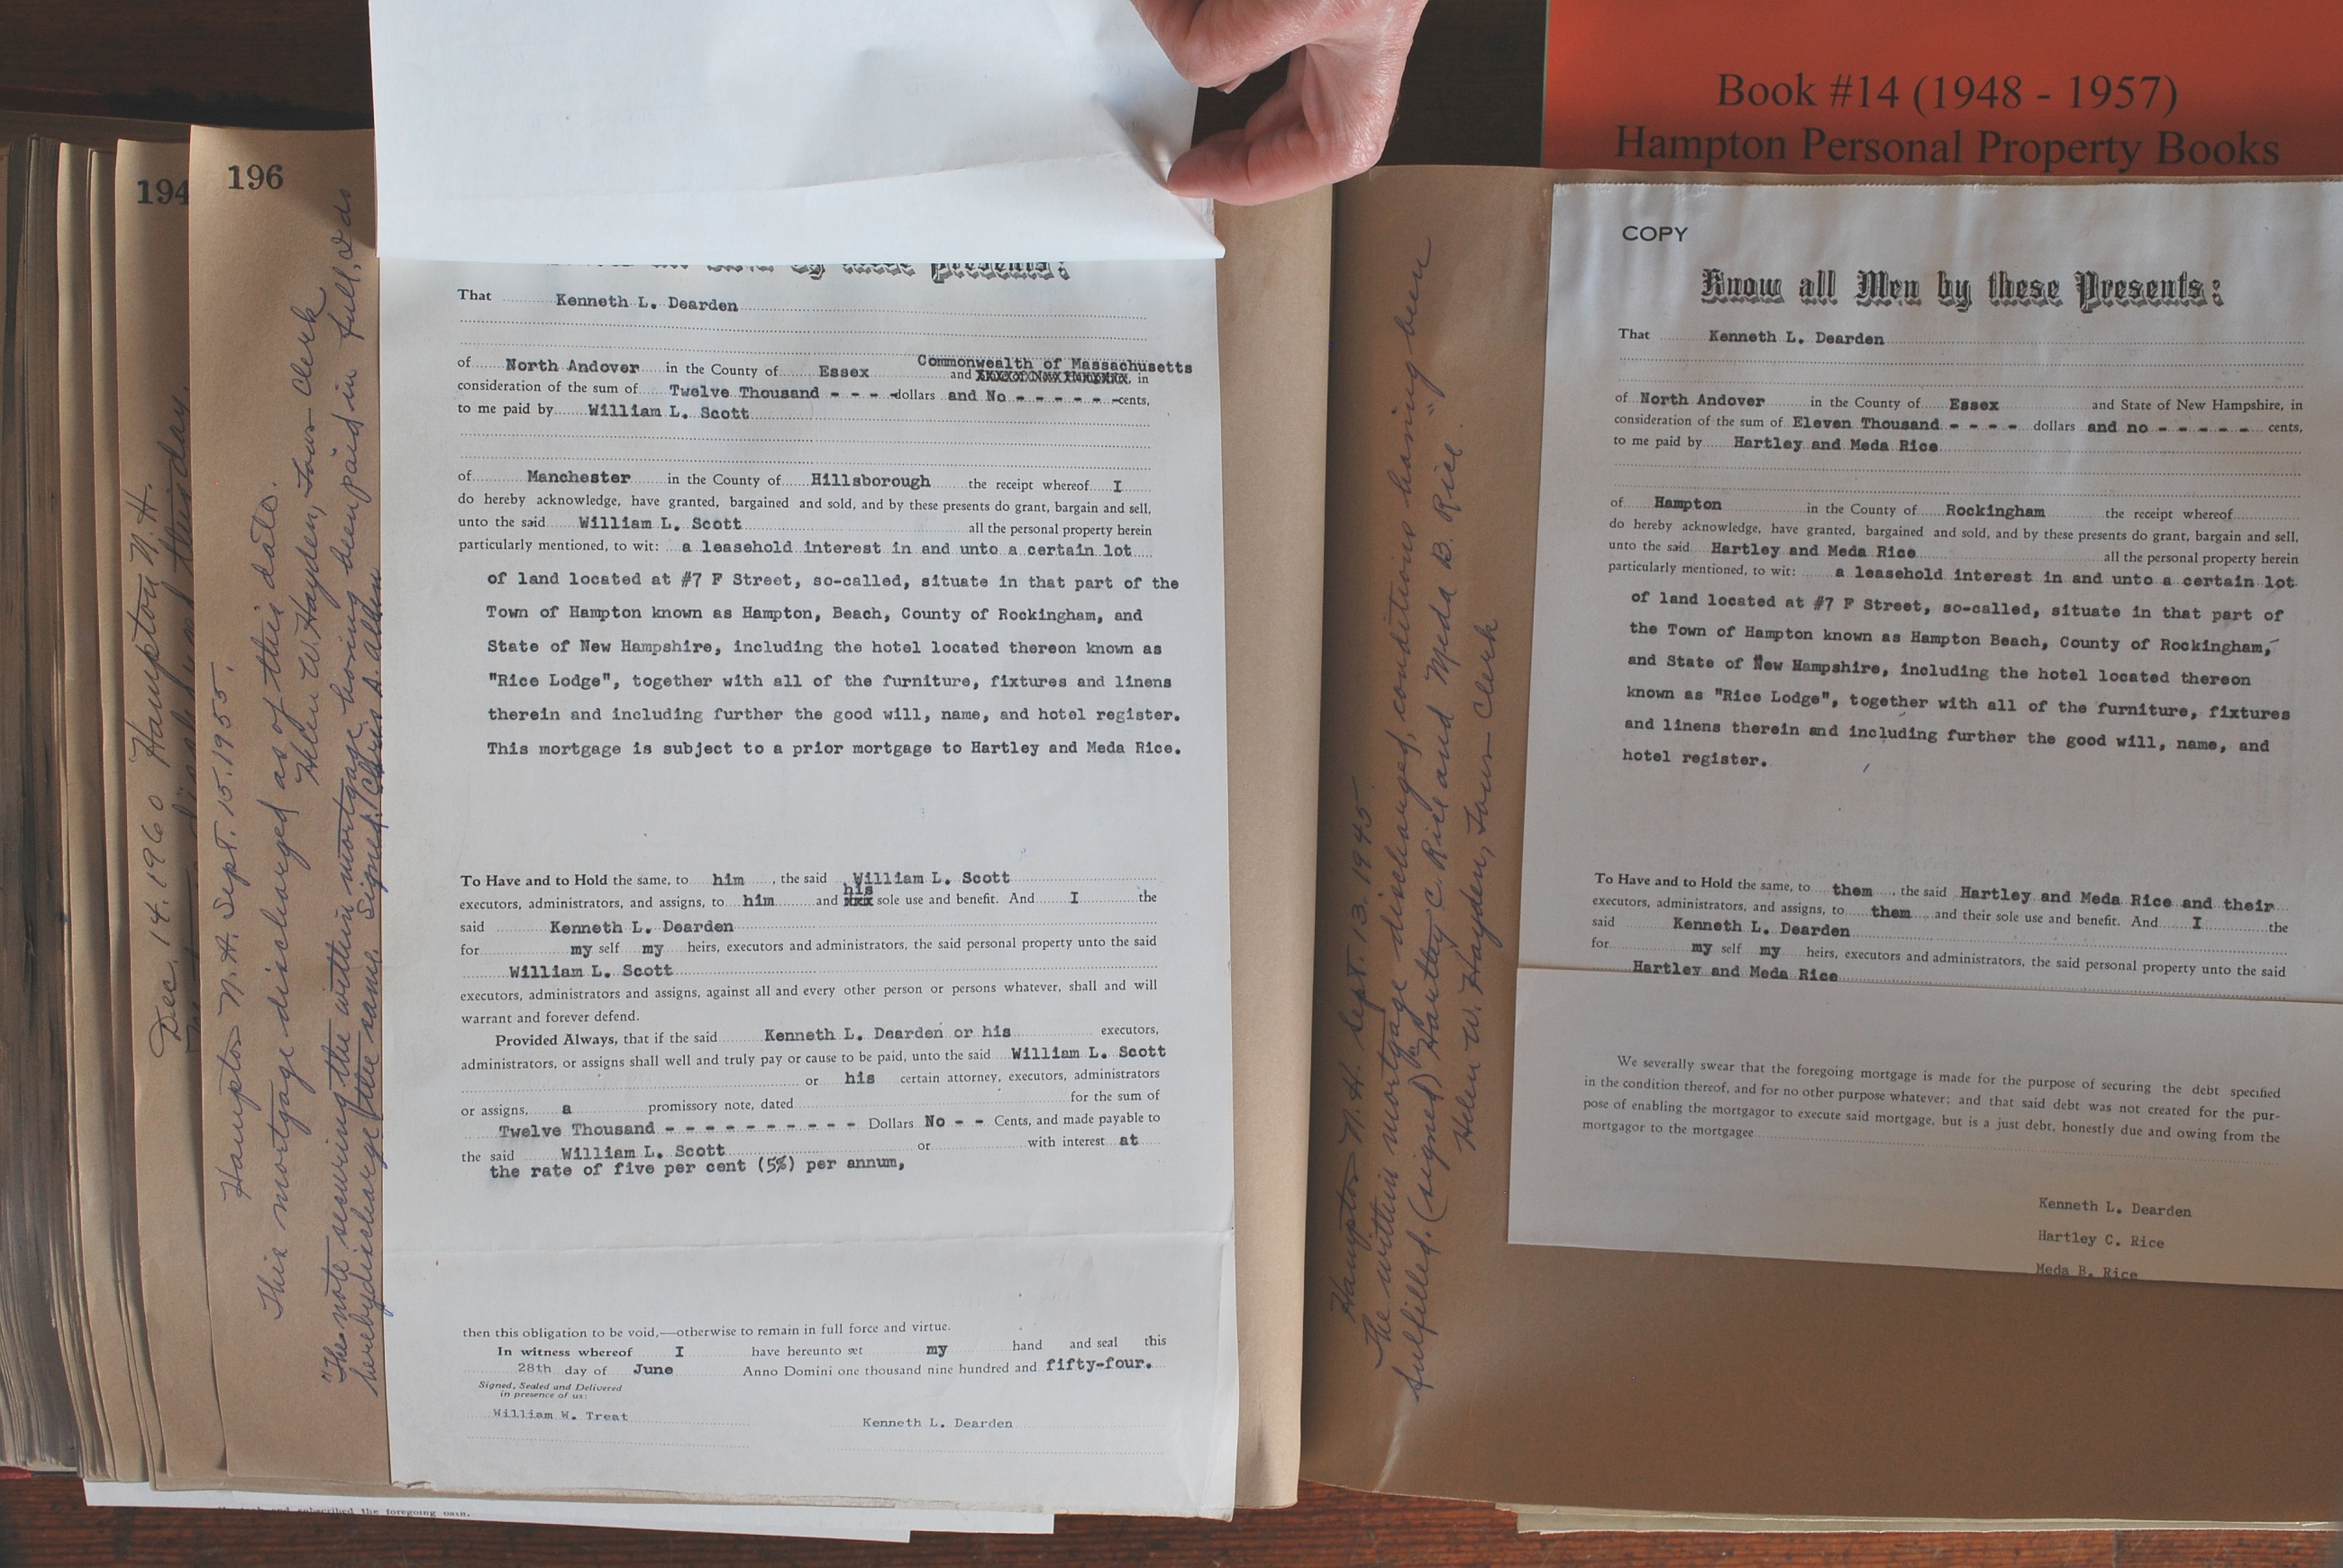 Book #14 (1948 - 1957)
Hampton Personal Property Books
194
Dec. 14. 1960 Hampton N. H.
this day.
196
Hampton N. H. Sept. 15. 1955.
This mortgage discharged as of this date.
Helen W. Hayden, Town Clerk
"The note securing the within mortgage having been paid in full, I do
hereby discharge the same. Signed:
Know all Men by these Presents:
That Kenneth L. Dearden
Commonwealth of Massachusetts
of North Andover in the County of Essex and
consideration of the sum of Twelve Thousand - - - - dollars and No - - - - - - cents,
to me paid by William L. Scott
of Manchester in the County of Hillsborough the receipt whereof I
do hereby acknowledge, have granted, bargained and sold, and by these presents do grant, bargain and sell,
unto the said William L. Scott all the personal property herein
particularly mentioned, to wit: a leasehold interest in and unto a certain lot
of land located at #7 F Street, so-called, situate in that part of the
Town of Hampton known as Hampton, Beach, County of Rockingham, and
State of New Hampshire, including the hotel located thereon known as
"Rice Lodge", together with all of the furniture, fixtures and linens
therein and including further the good will, name, and hotel register.
This mortgage is subject to a prior mortgage to Hartley and Meda Rice.
To Have and to Hold the same, to him, the said William L. Scott
his
executors, administrators, and assigns, to him and xxx sole use and benefit. And I the
said Kenneth L. Dearden
for my self my heirs, executors and administrators, the said personal property unto the said
William L. Scott
executors, administrators and assigns, against all and every other person or persons whatever, shall and will
warrant and forever defend.
Provided Always, that if the said Kenneth L. Dearden or his executors,
administrators, or assigns shall well and truly pay or cause to be paid, unto the said William L. Scott
or his certain attorney, executors, administrators
or assigns, a promissory note, dated for the sum of
Twelve Thousand - - - - - - - - - - Dollars No - - Cents, and made payable to
the said William L. Scott or with interest at
the rate of five per cent (5%) per annum,
then this obligation to be void,—otherwise to remain in full force and virtue.
In witness whereof I have hereunto set my hand and seal this
28th day of June Anno Domini one thousand nine hundred and fifty-four.
Signed, Sealed and Delivered
in presence of us:
William W. Treat
Kenneth L. Dearden
and subscribed the foregoing oath.
Hampton N. H. Sept. 13, 1945.
The within mortgage discharged, conditions having been
fulfilled. (signed) Hartley C. Rice and Meda B. Rice".
Helen W. Hayden, Town Clerk
COPY
Know all Men by these Presents:
That Kenneth L. Dearden
of North Andover in the County of Essex and State of New Hampshire, in
consideration of the sum of Eleven Thousand - - - - dollars and no - - - - - cents,
to me paid by Hartley and Meda Rice
of Hampton in the County of Rockingham the receipt whereof
do hereby acknowledge, have granted, bargained and sold, and by these presents do grant, bargain and sell,
unto the said Hartley and Meda Rice all the personal property herein
particularly mentioned, to wit: a leasehold interest in and unto a certain lot
of land located at #7 F Street, so-called, situate in that part of
the Town of Hampton known as Hampton Beach, County of Rockingham,
and State of New Hampshire, including the hotel located thereon
known as "Rice Lodge", together with all of the furniture, fixtures
and linens therein and including further the good will, name, and
hotel register.
To Have and to Hold the same, to them, the said Hartley and Meda Rice and their
executors, administrators, and assigns, to them and their sole use and benefit. And I the
said Kenneth L. Dearden
for my self my heirs, executors and administrators, the said personal property unto the said
Hartley and Meda Rice
We severally swear that the foregoing mortgage is made for the purpose of securing the debt specified
in the condition thereof, and for no other purpose whatever; and that said debt was not created for the pur-
pose of enabling the mortgagor to execute said mortgage, but is a just debt, honestly due and owing from the
mortgagor to the mortgagee
Kenneth L. Dearden
Hartley C. Rice
Meda B. Rice